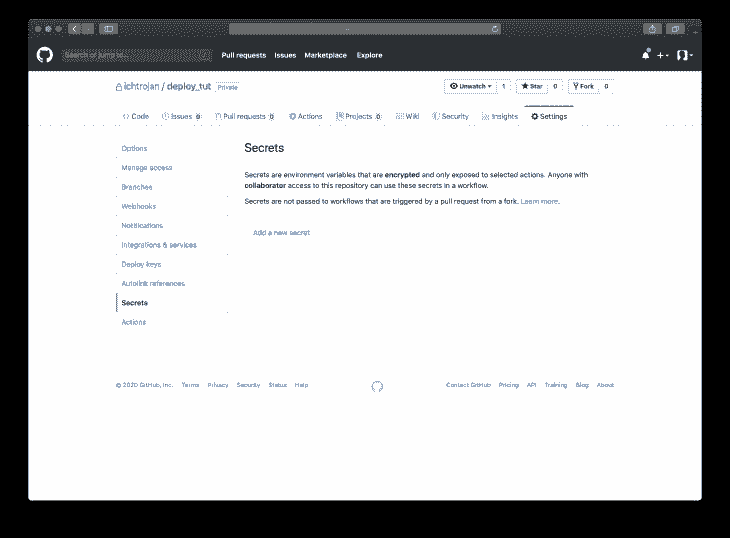 Search or jump to...
Pull requests Issues Marketplace Explore
ichtrojan / deploy_tut Private
Unwatch 1 Star 0 Fork 0
Code Issues 0 Pull requests 0 Actions Projects 0 Wiki Security Insights Settings
Options
Manage access
Branches
Webhooks
Notifications
Integrations & services
Deploy keys
Autolink references
Secrets
Actions
Secrets
Secrets are environment variables that are encrypted and only exposed to selected actions. Anyone with
collaborator access to this repository can use these secrets in a workflow.
Secrets are not passed to workflows that are triggered by a pull request from a fork. Learn more.
Add a new secret
© 2020 GitHub, Inc. Terms Privacy Security Status Help
Contact GitHub Pricing API Training Blog About